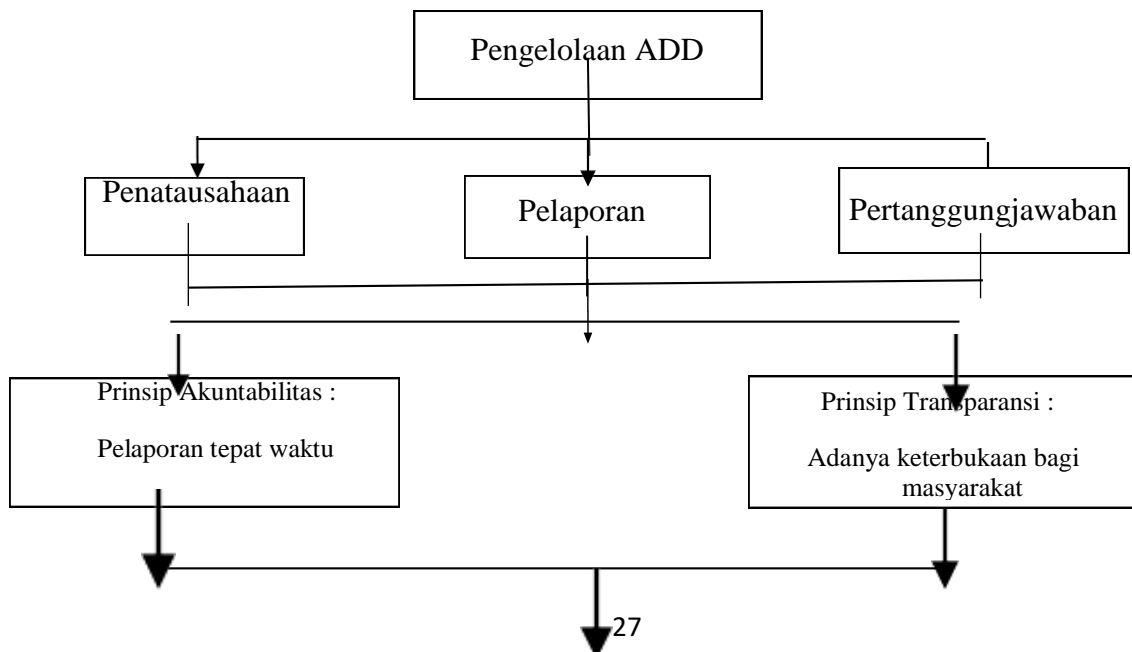 Pengelolaan ADD
Penatausahaan
Pelaporan
Pertanggungjawaban
Prinsip Akuntabilitas :
Pelaporan tepat waktu
Prinsip Transparansi :
Adanya keterbukaan bagi
masyarakat
27